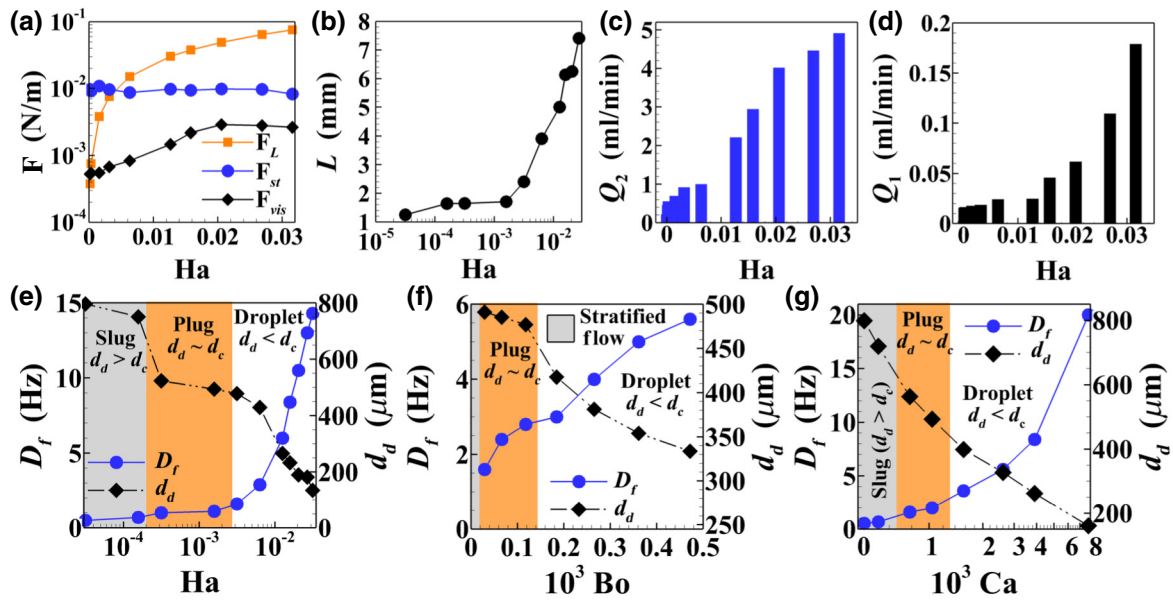 (a)
10⁻¹
10⁻²
10⁻³
10⁻⁴
F (N/m)
F_L
F_st
F_vis
0 0.01 0.02 0.03
Ha
(b)
8
7
6
5
4
3
2
1
L (mm)
10⁻⁵ 10⁻⁴ 10⁻³ 10⁻²
Ha
(c)
5
4
3
2
1
0
Q₂ (ml/min)
0 0.01 0.02 0.03
Ha
(d)
0.2
0.15
0.1
0.05
0
Q₁ (ml/min)
0 0.01 0.02 0.03
Ha
(e)
15
10
5
0
D_f (Hz)
Slug
d_d > d_c
Plug
d_d ~ d_c
Droplet
d_d < d_c
D_f
d_d
800
600
400
200
0
d_d (μm)
10⁻⁴ 10⁻³ 10⁻²
Ha
(f)
6
4
2
0
D_f (Hz)
Stratified
flow
Plug
d_d ~ d_c
Droplet
d_d < d_c
D_f
d_d
500
450
400
350
300
250
d_d (μm)
0 0.1 0.2 0.3 0.4 0.5
10³ Bo
(g)
20
15
10
5
0
D_f (Hz)
Slug (d_d > d_c)
Plug
d_d ~ d_c
D_f
d_d
Droplet
d_d < d_c
800
600
400
200
d_d (μm)
0 1 2 3 4 6 8
10³ Ca